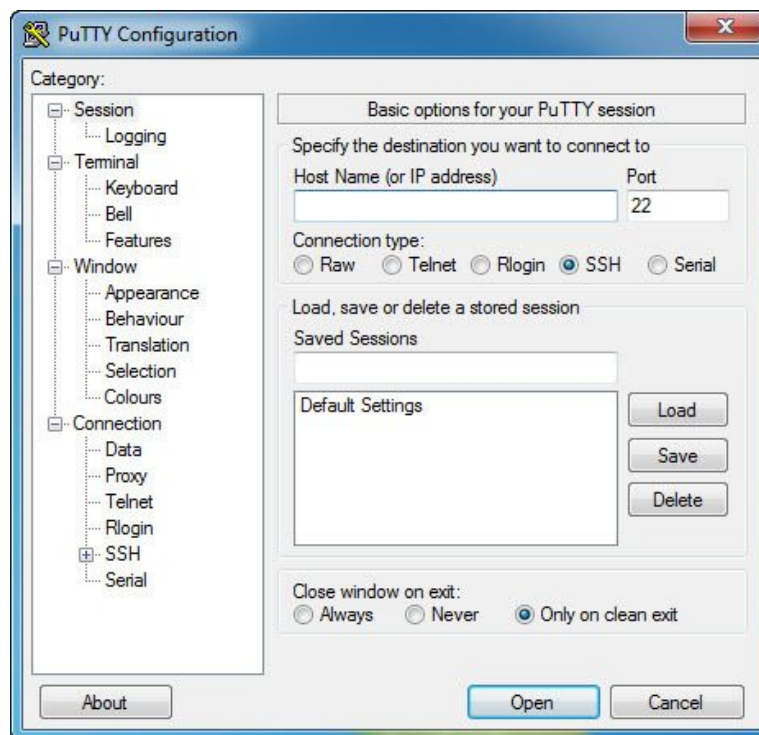 PuTTY Configuration
Category:
Session
Logging
Terminal
Keyboard
Bell
Features
Window
Appearance
Behaviour
Translation
Selection
Colours
Connection
Data
Proxy
Telnet
Rlogin
SSH
Serial
Basic options for your PuTTY session
Specify the destination you want to connect to
Host Name (or IP address) Port
22
Connection type:
Raw Telnet Rlogin SSH Serial
Load, save or delete a stored session
Saved Sessions
Default Settings
Load
Save
Delete
Close window on exit:
Always Never Only on clean exit
About Open Cancel